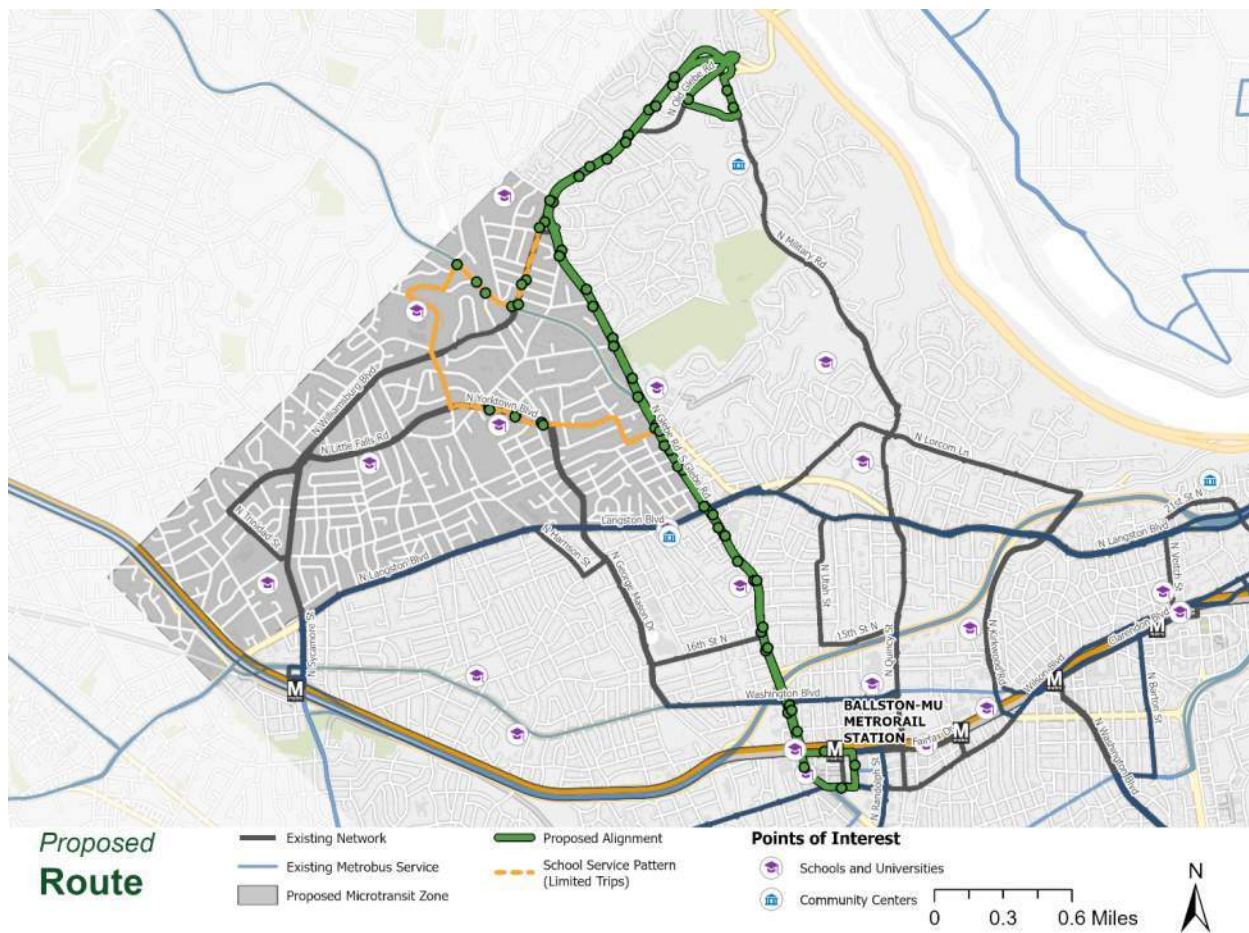 N Old Glebe Rd
N Military Rd
N Williamsburg Blvd
N Yorktown Blvd
N Little Falls Rd
N Glebe Rd
S Glebe Rd
N Lorcom Ln
N Trinidad St
Langston Blvd
21st St N
N Langston Blvd
N Langston Blvd
N Harrison St
N Veitch St
N George Mason Dr
N Utah St
15th St N
16th St N
N Quincy St
N Kirkwood Rd
Clarendon Blvd
Wilson Blvd
N Barton St
N Sycamore St
M
Washington Blvd
M
M
BALLSTON-MU
METRORAIL
STATION
M
M
Fairfax Dr
N Randolph St
N Washington Blvd
Proposed
Route
Existing Network
Existing Metrobus Service
Proposed Microtransit Zone
Proposed Alignment
School Service Pattern
(Limited Trips)
Points of Interest
Schools and Universities
Community Centers
0 0.3 0.6 Miles
N